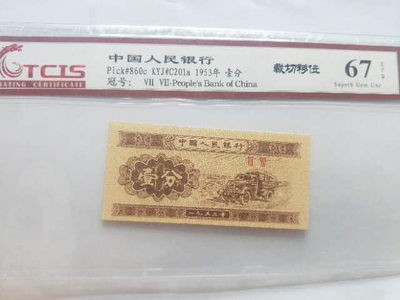 TCIS
中国人民银行
Pick#860c KYJ#C201a 1953年 壹分
冠号: VII VII-People's Bank of China
裁切移位
67
Superb Gem Unc
中国人民银行
壹分
一九五三年